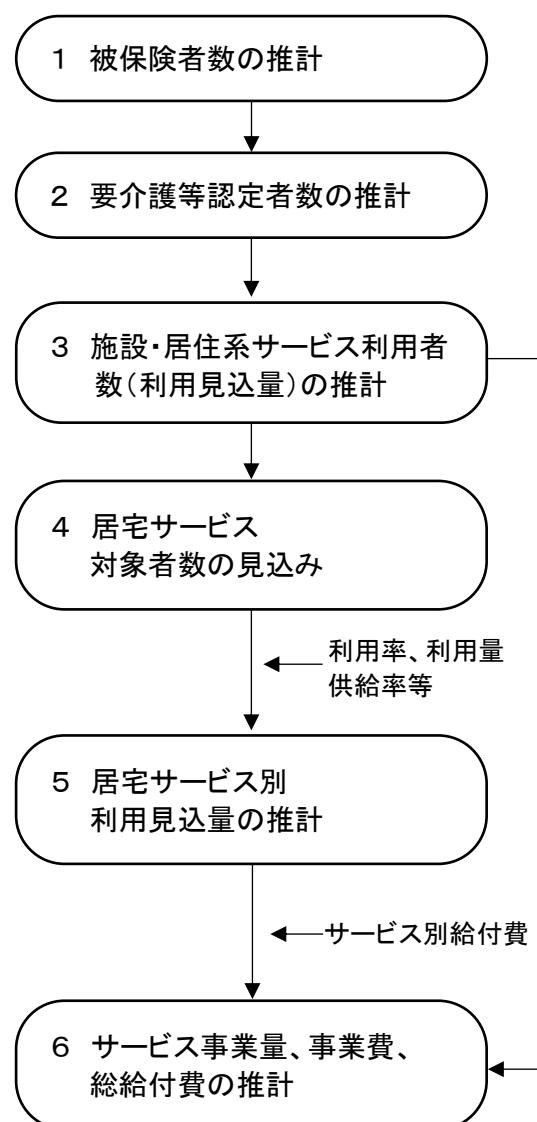 1 被保険者数の推計
2 要介護等認定者数の推計
3 施設・居住系サービス利用者
数(利用見込量)の推計
4 居宅サービス
対象者数の見込み
利用率、利用量
供給率等
5 居宅サービス別
利用見込量の推計
サービス別給付費
6 サービス事業量、事業費、
総給付費の推計